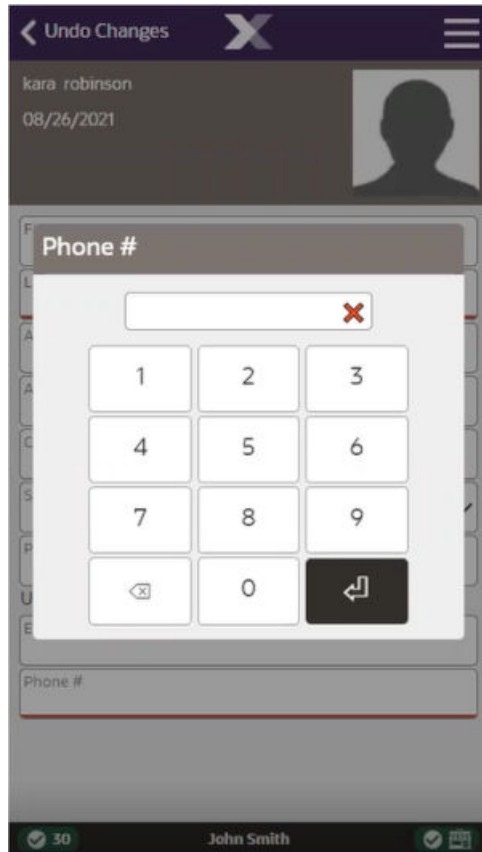 Undo Changes
kara robinson
08/26/2021
F
Phone #
L
A
1 2 3
A
C
4 5 6
S
7 8 9
P
0
U
E
Phone #
30 John Smith